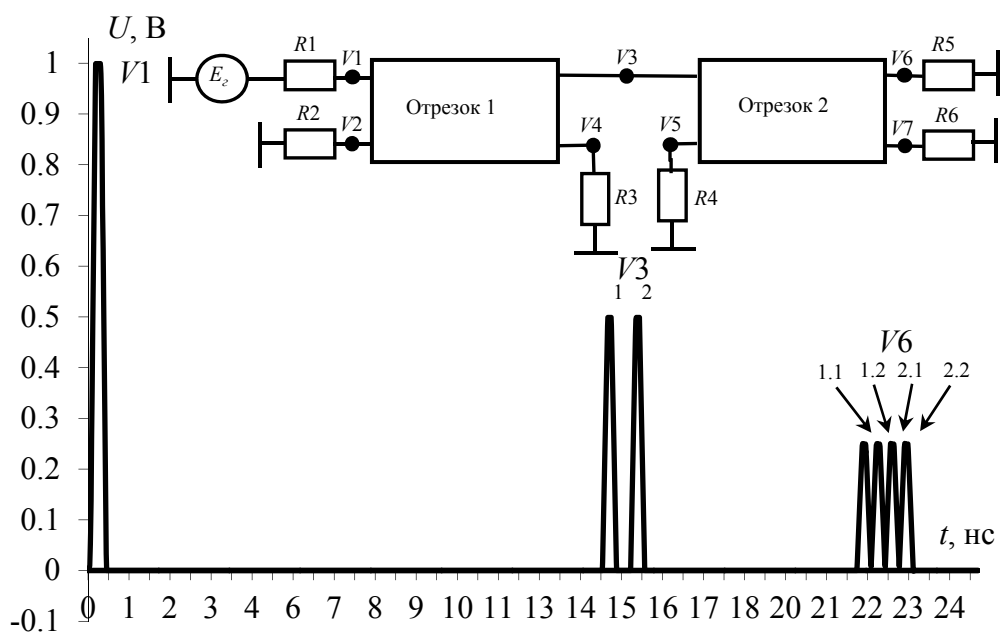 U, В
V1
Eг
R1
V1
R2
V2
Отрезок 1
V3
V4
R3
V5
R4
Отрезок 2
V6
R5
V7
R6
V3
1 2
V6
1.1 1.2 2.1 2.2
1
0.9
0.8
0.7
0.6
0.5
0.4
0.3
0.2
0.1
0
-0.1
t, нс
0 1 2 3 4 5 6 7 8 9 10 11 12 13 14 15 16 17 18 19 20 21 22 23 24